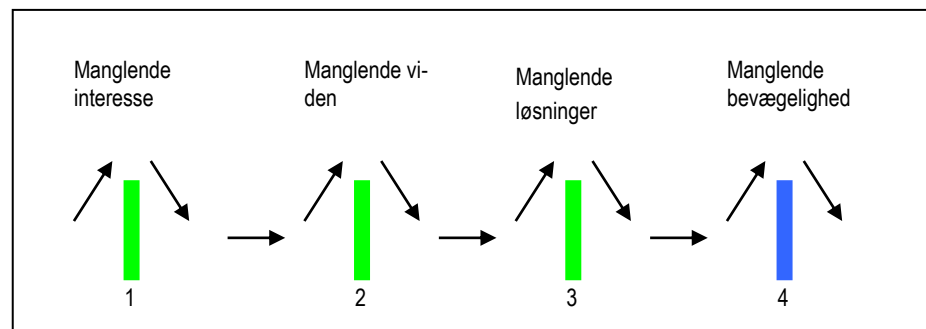 Manglende
interesse
Manglende vi-
den
Manglende
løsninger
Manglende
bevægelighed
1
2
3
4